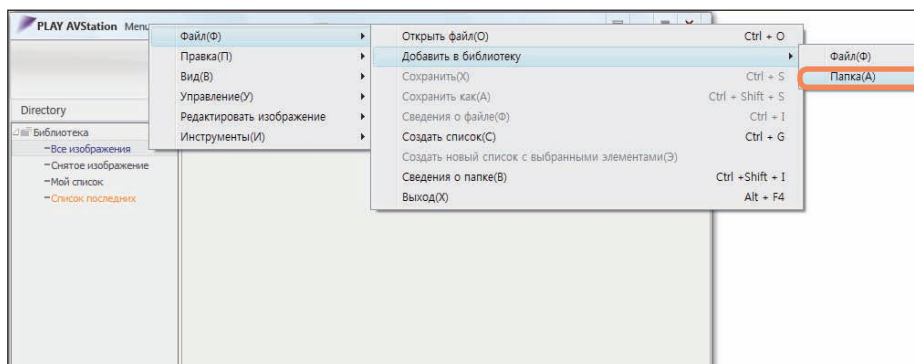 PLAY AVStation
Файл(Ф)
Правка(П)
Вид(В)
Управление(У)
Редактировать изображение
Инструменты(И)
Открыть файл(О) Ctrl + O
Добавить в библиотеку
Сохранить(Х) Ctrl + S
Сохранить как(А) Ctrl + Shift + S
Сведения о файле(Ф) Ctrl + I
Создать список(С) Ctrl + G
Создать новый список с выбранными элементами(Э)
Сведения о папке(В) Ctrl +Shift + I
Выход(Х) Alt + F4
Файл(Ф)
Папка(А)
Directory
Библиотека
Все изображения
Снятое изображение
Мой список
Список последних